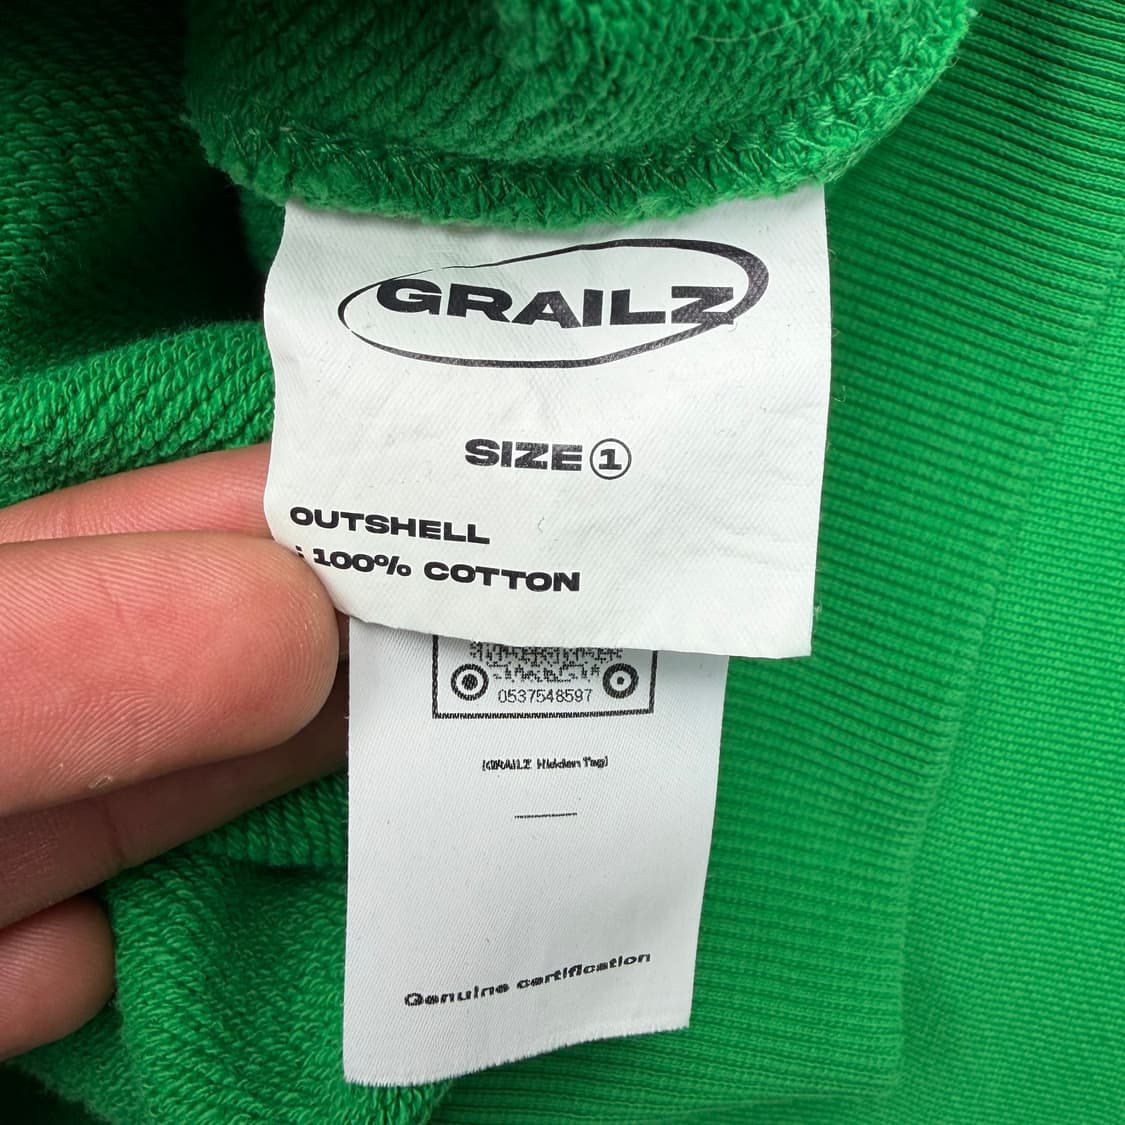 GRAILZ
SIZE 1
OUTSHELL
: 100% COTTON
0537548597
(GRAILZ Hidden Tag)
Genuine certification